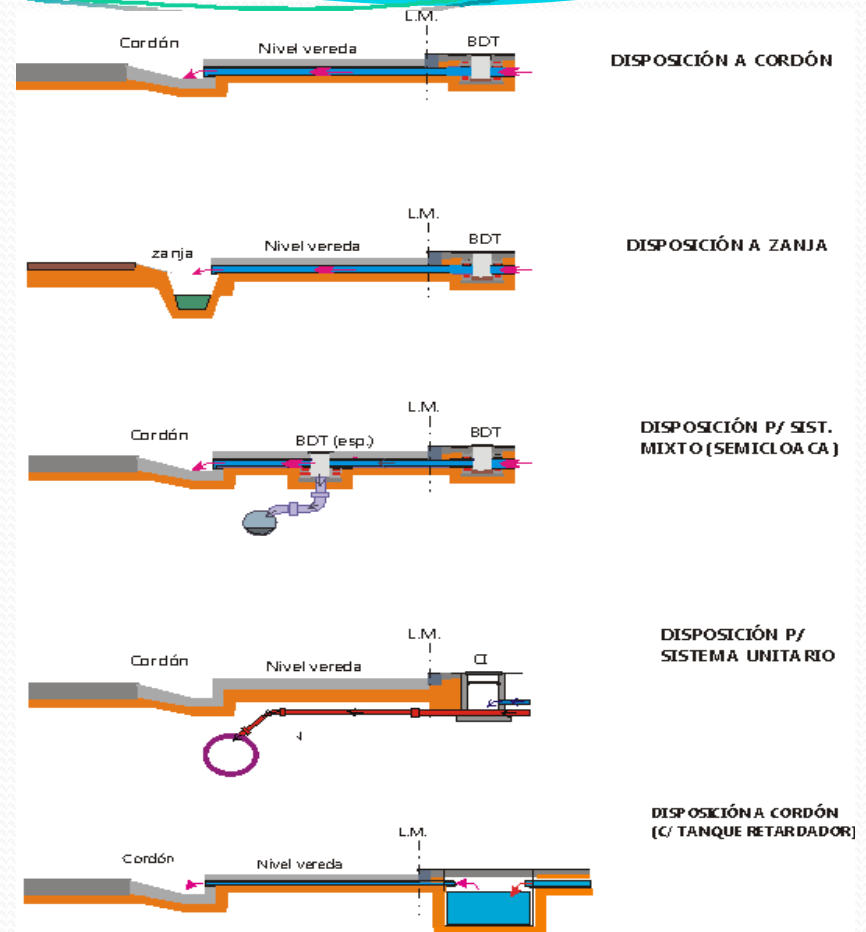 L.M.
Cordón
Nivel vereda
BDT
DISPOSICIÓN A CORDÓN
L.M.
zanja
Nivel vereda
BDT
DISPOSICIÓN A ZANJA
L.M.
Cordón
BDT (esp.)
BDT
DISPOSICIÓN P/ SIST.
MIXTO (SEMICLOACA)
L.M.
Cordón
Nivel vereda
CI
DISPOSICIÓN P/
SISTEMA UNITARIO
L.M.
Cordón
Nivel vereda
DISPOSICIÓN A CORDÓN
(C/ TANQUE RETARDADOR)